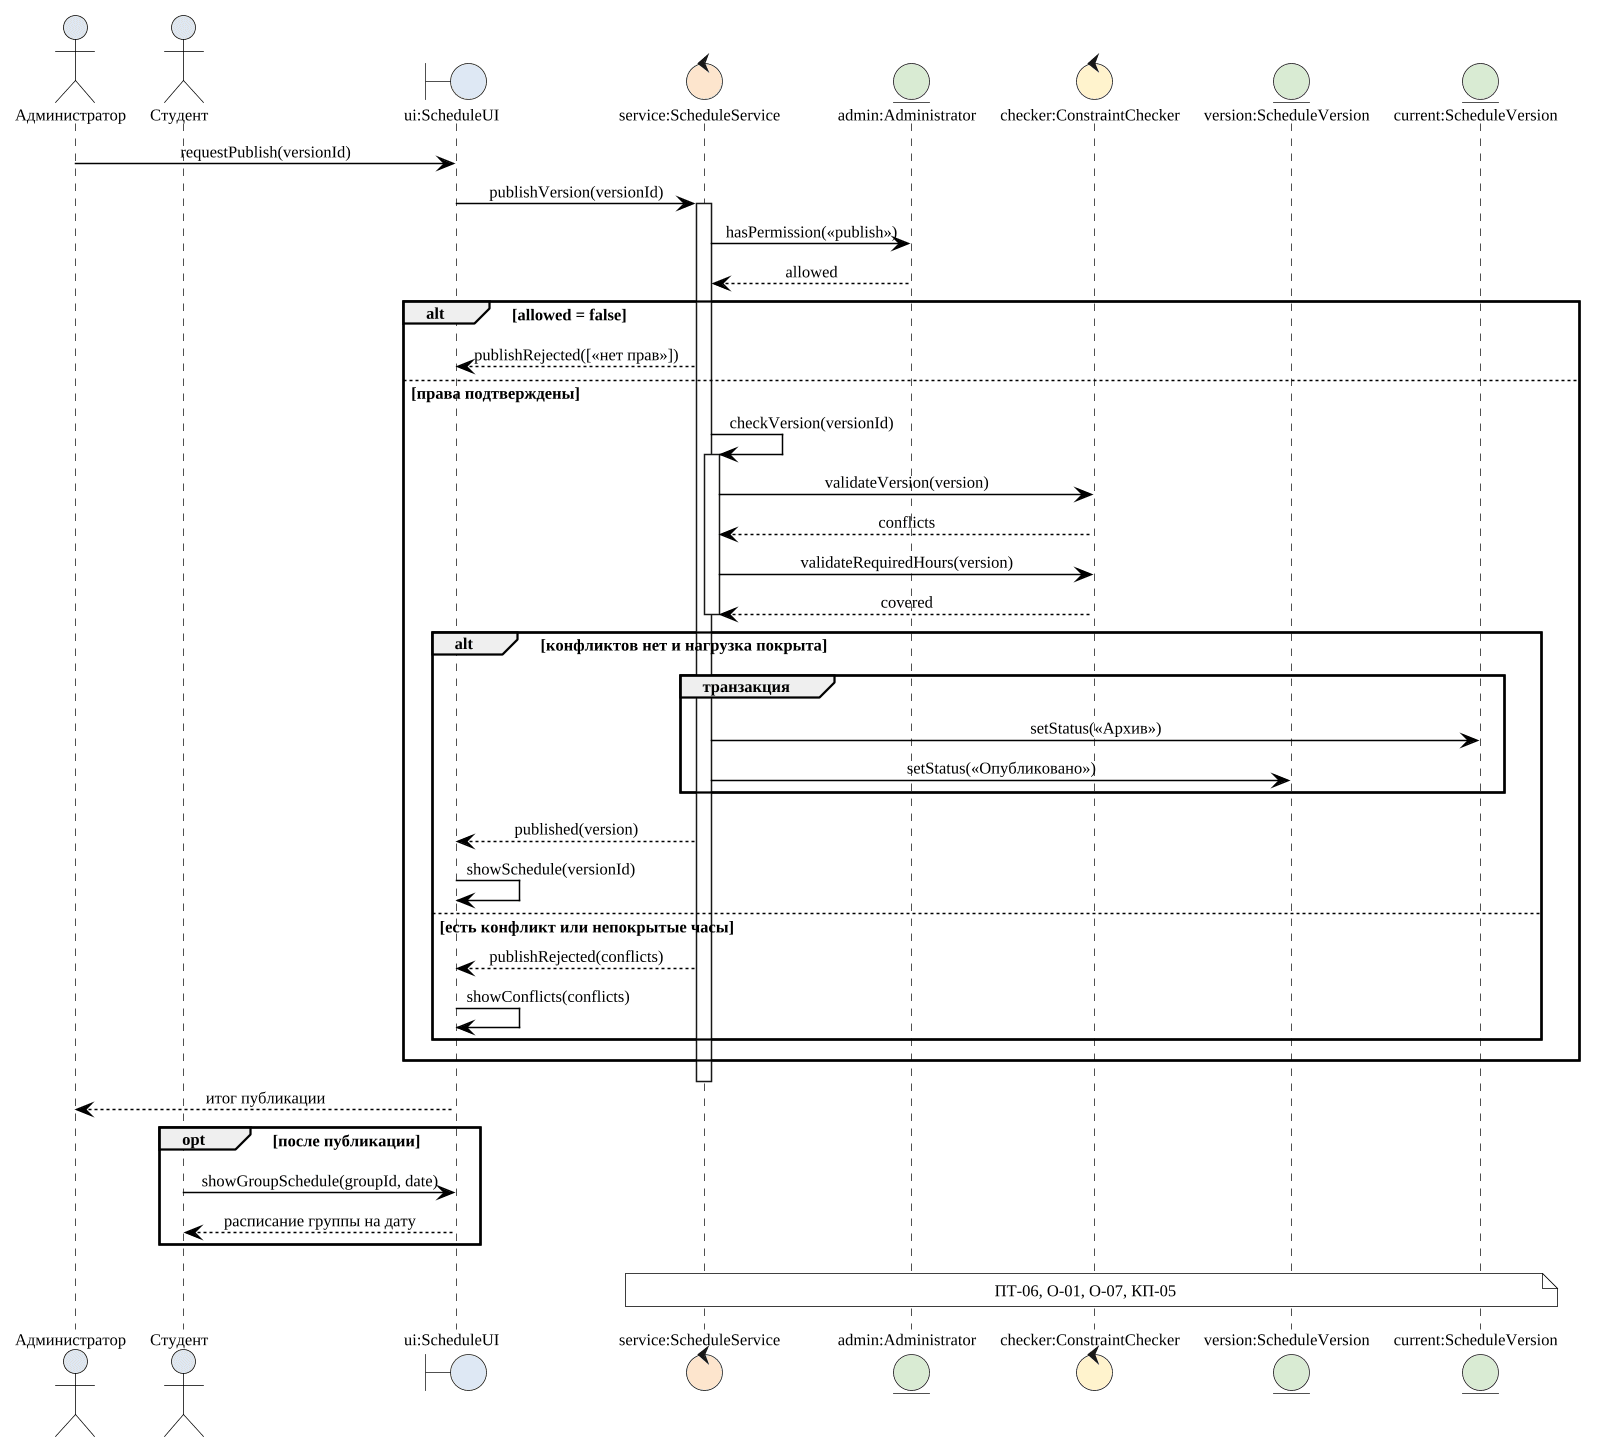 Администратор
Студент
ui:ScheduleUI
service:ScheduleService
admin:Administrator
checker:ConstraintChecker
version:ScheduleVersion
current:ScheduleVersion
requestPublish(versionId)
publishVersion(versionId)
hasPermission(«publish»)
allowed
alt
[allowed = false]
publishRejected([«нет прав»])
[права подтверждены]
checkVersion(versionId)
validateVersion(version)
conflicts
validateRequiredHours(version)
covered
alt
[конфликтов нет и нагрузка покрыта]
транзакция
setStatus(«Архив»)
setStatus(«Опубликовано»)
published(version)
showSchedule(versionId)
[есть конфликт или непокрытые часы]
publishRejected(conflicts)
showConflicts(conflicts)
итог публикации
opt
[после публикации]
showGroupSchedule(groupId, date)
расписание группы на дату
ПТ-06, О-01, О-07, КП-05
Администратор
Студент
ui:ScheduleUI
service:ScheduleService
admin:Administrator
checker:ConstraintChecker
version:ScheduleVersion
current:ScheduleVersion